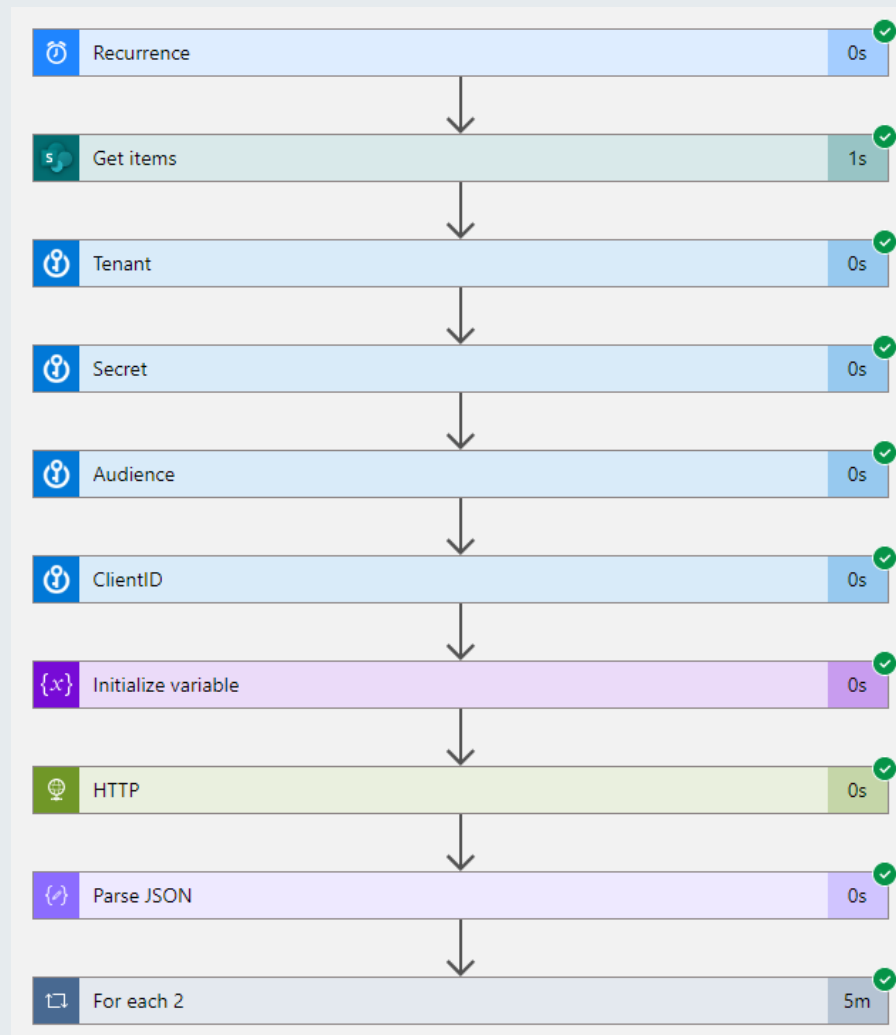 Recurrence 0s
S Get items 1s
Tenant 0s
Secret 0s
Audience 0s
ClientID 0s
{x} Initialize variable 0s
HTTP 0s
Parse JSON 0s
For each 2 5m